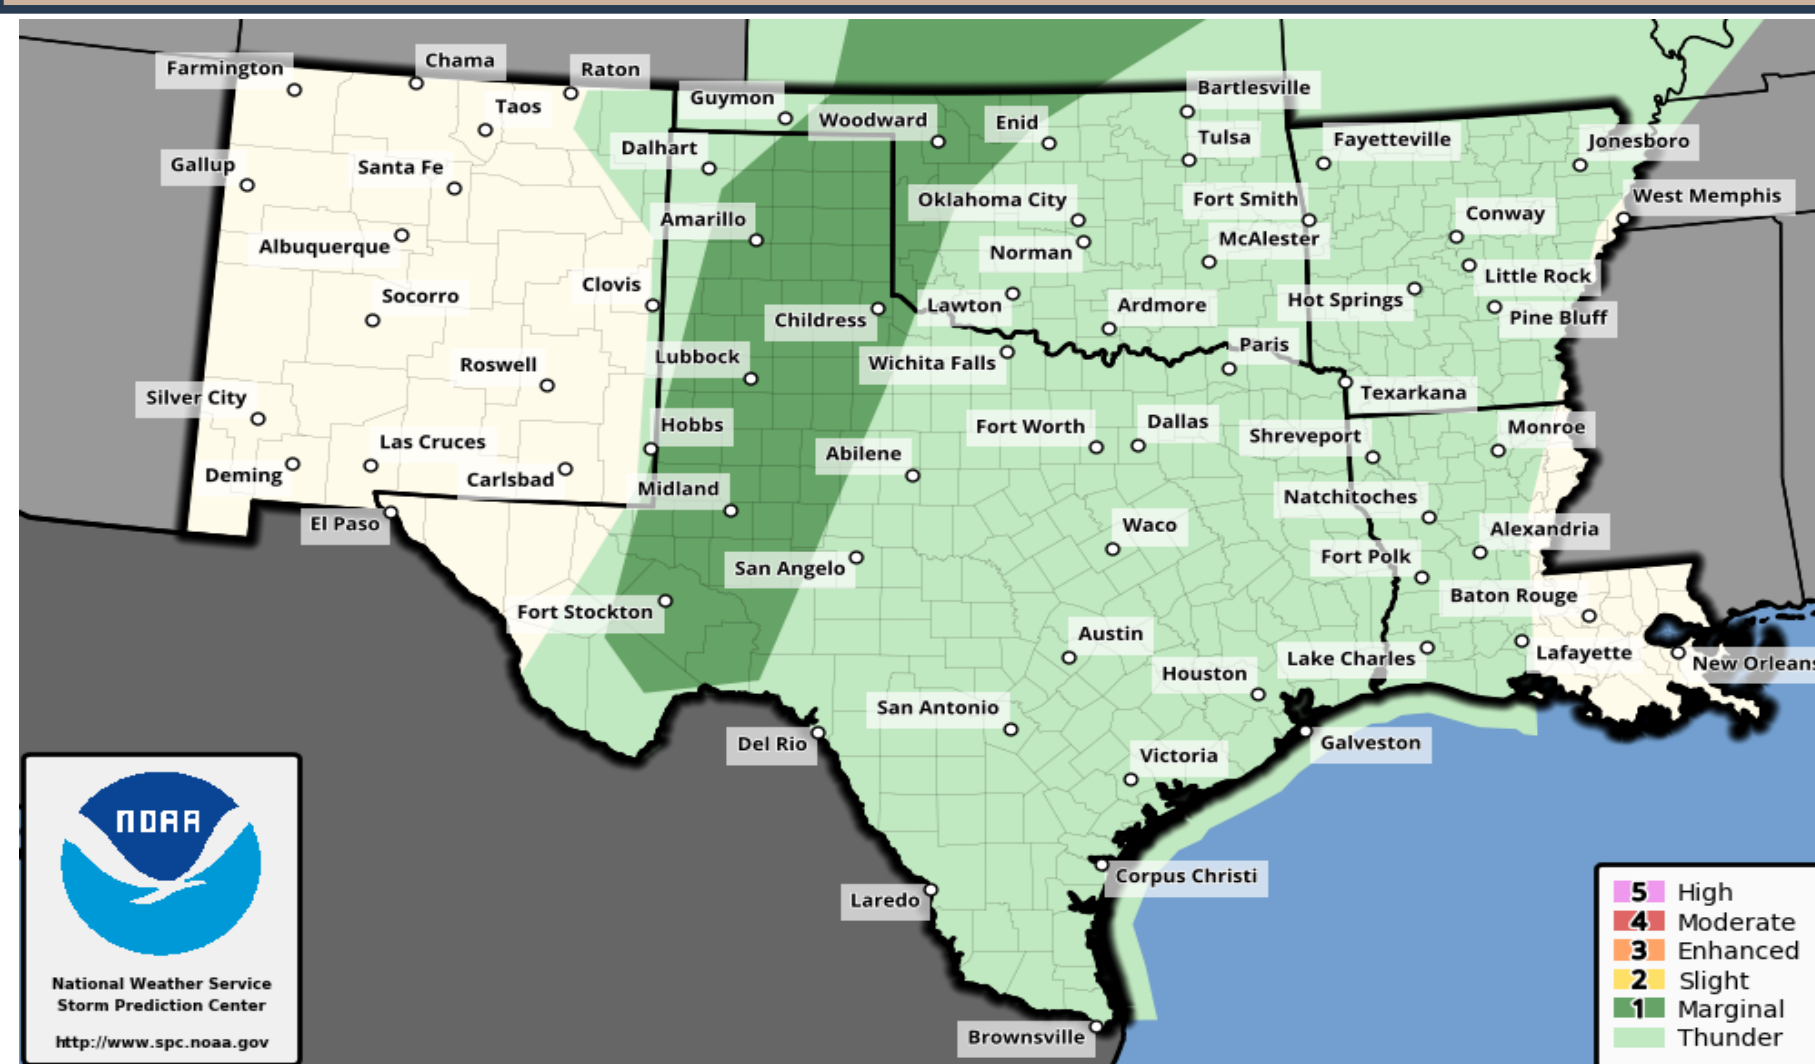 Farmington
Chama
Raton
Taos
Guymon
Woodward
Enid
Bartlesville
Tulsa
Fayetteville
Jonesboro
Gallup
Santa Fe
Dalhart
West Memphis
Oklahoma City
Fort Smith
Conway
Albuquerque
Amarillo
Norman
McAlester
Little Rock
Socorro
Clovis
Childress
Lawton
Ardmore
Hot Springs
Pine Bluff
Roswell
Lubbock
Wichita Falls
Paris
Silver City
Texarkana
Las Cruces
Hobbs
Fort Worth
Dallas
Shreveport
Monroe
Deming
Carlsbad
Midland
Abilene
Natchitoches
El Paso
Waco
Alexandria
San Angelo
Fort Polk
Fort Stockton
Baton Rouge
Austin
Houston
Lake Charles
Lafayette
New Orleans
San Antonio
Del Rio
Victoria
Galveston
Laredo
Corpus Christi
Brownsville
NOAA
National Weather Service
Storm Prediction Center
http://www.spc.noaa.gov
5 High
4 Moderate
3 Enhanced
2 Slight
1 Marginal
Thunder